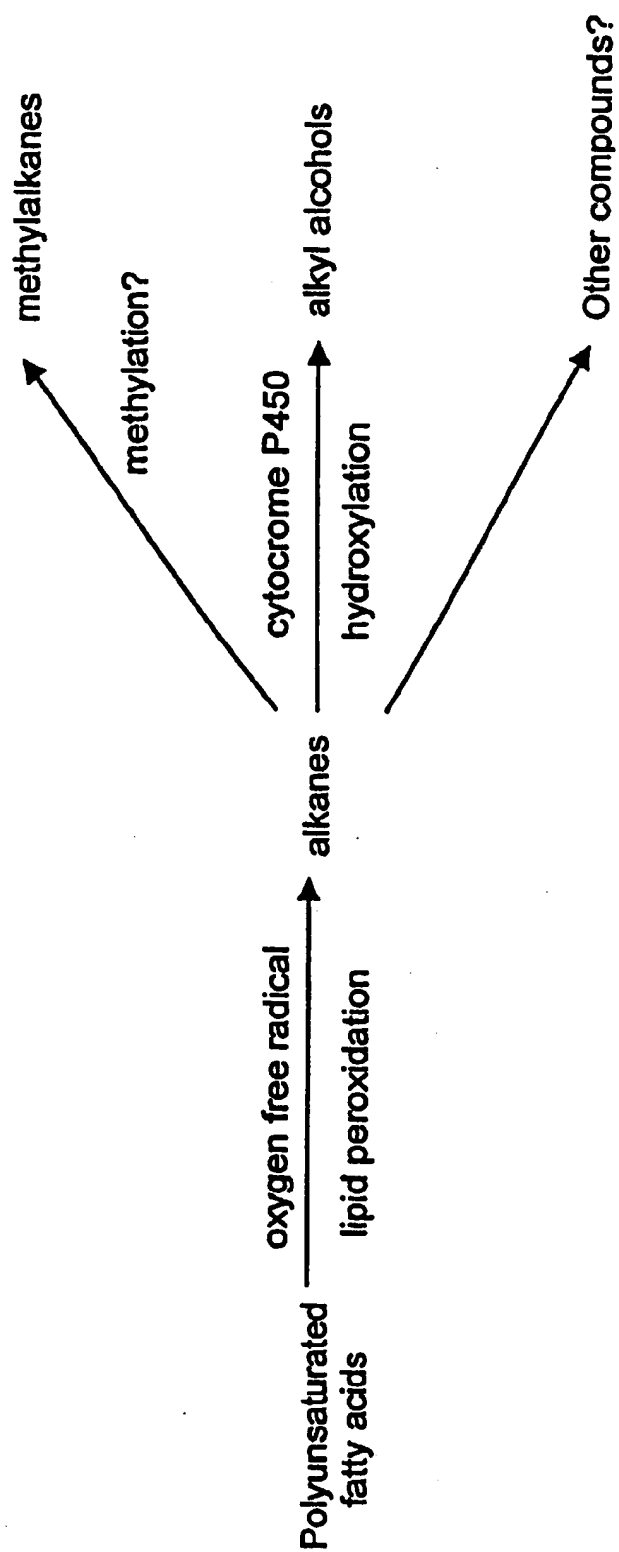 Polyunsaturated
fatty acids
oxygen free radical
lipid peroxidation
alkanes
methylation?
methylalkanes
cytocrome P450
hydroxylation
alkyl alcohols
Other compounds?